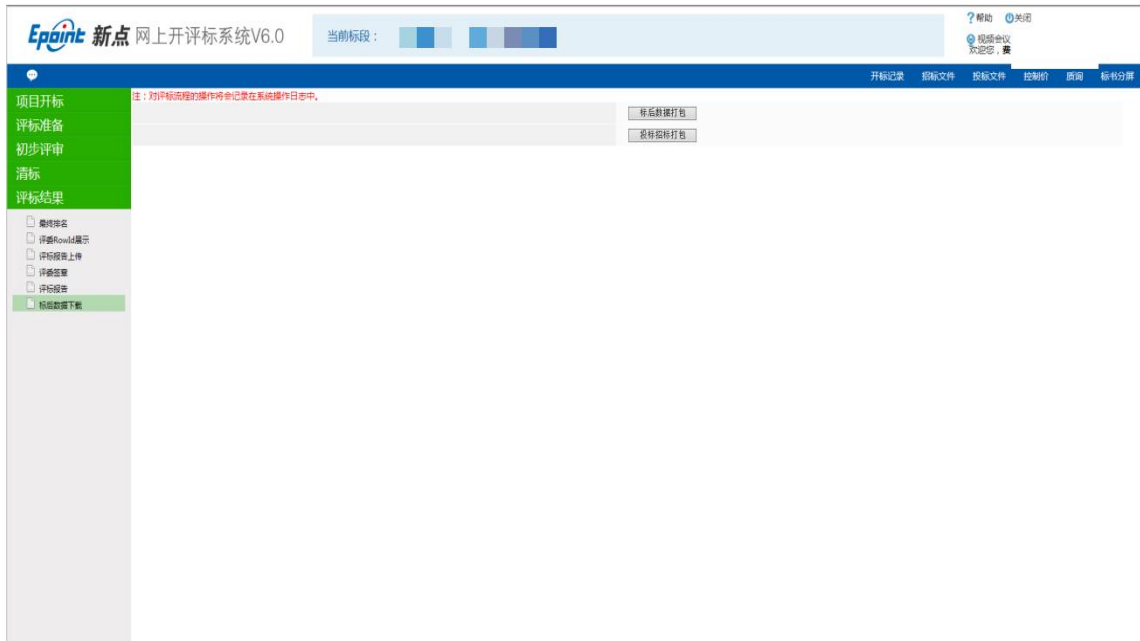 Epoint 新点 网上开评标系统V6.0
当前标段：
?帮助 关闭
视频会议
欢迎您，费
开标记录 招标文件 投标文件 控制价 质询 标书分屏
项目开标
评标准备
初步评审
清标
评标结果
最终排名
评委RowId展示
评标报告上传
评委签章
评标报告
标后数据下载
注：对评标流程的操作将会记录在系统操作日志中。
标后数据打包
投标招标打包